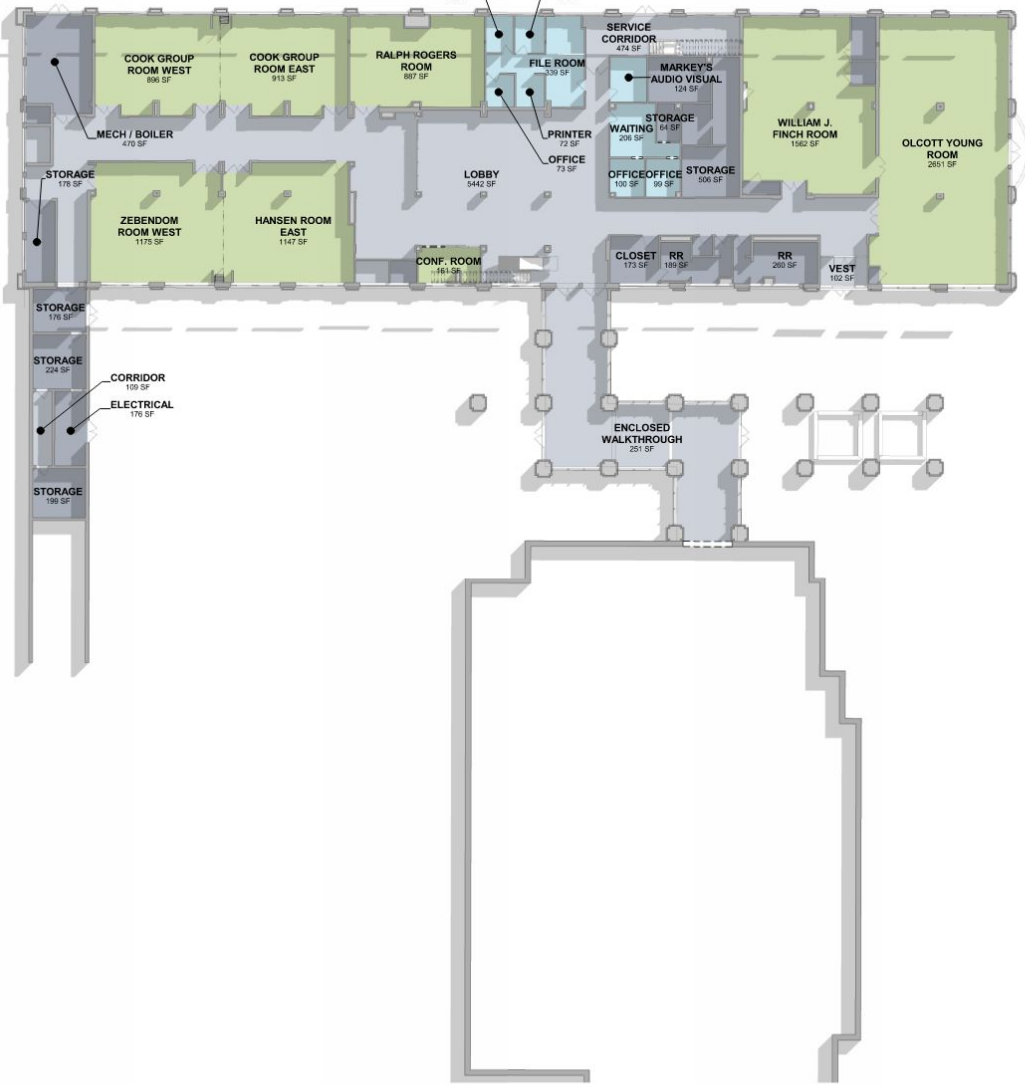 SERVICE
CORRIDOR
474 SF
COOK GROUP
ROOM WEST
896 SF
COOK GROUP
ROOM EAST
913 SF
RALPH ROGERS
ROOM
887 SF
FILE ROOM
339 SF
MARKEY'S
AUDIO VISUAL
124 SF
MECH / BOILER
470 SF
PRINTER
72 SF
OFFICE
73 SF
WAITING
206 SF
STORAGE
64 SF
WILLIAM J.
FINCH ROOM
1562 SF
OLCOTT YOUNG
ROOM
2651 SF
STORAGE
178 SF
LOBBY
5442 SF
OFFICE
100 SF
OFFICE
99 SF
STORAGE
506 SF
ZEBENDOM
ROOM WEST
1175 SF
HANSEN ROOM
EAST
1147 SF
CONF. ROOM
161 SF
CLOSET
173 SF
RR
189 SF
RR
260 SF
VEST
102 SF
STORAGE
176 SF
STORAGE
224 SF
CORRIDOR
109 SF
ELECTRICAL
176 SF
STORAGE
199 SF
ENCLOSED
WALKTHROUGH
251 SF